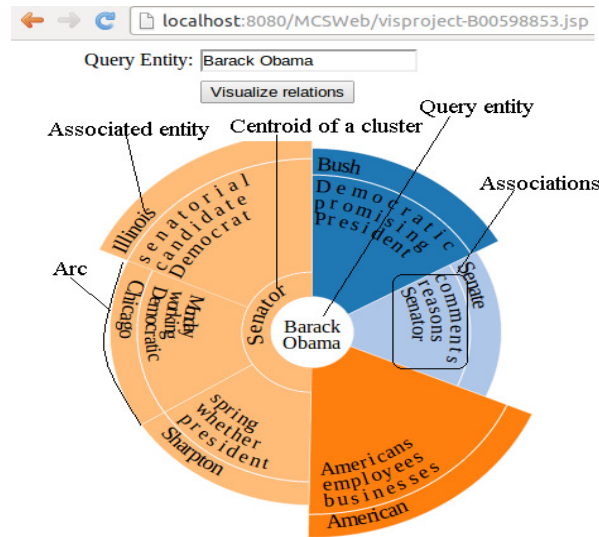 localhost:8080/MCSWeb/visproject-B00598853.jsp
Query Entity: Barack Obama
Visualize relations
Query entity
Associated entity
Centroid of a cluster
Associations
Arc
Bush
Democratic
promising
President
Senate
comments
reasons
Senator
Americans
employees
businesses
American
spring
whether
president
Sharpton
working
Democratic
Chicago
senatorial
candidate
Democrat
Illinois
Senator
Barack
Obama